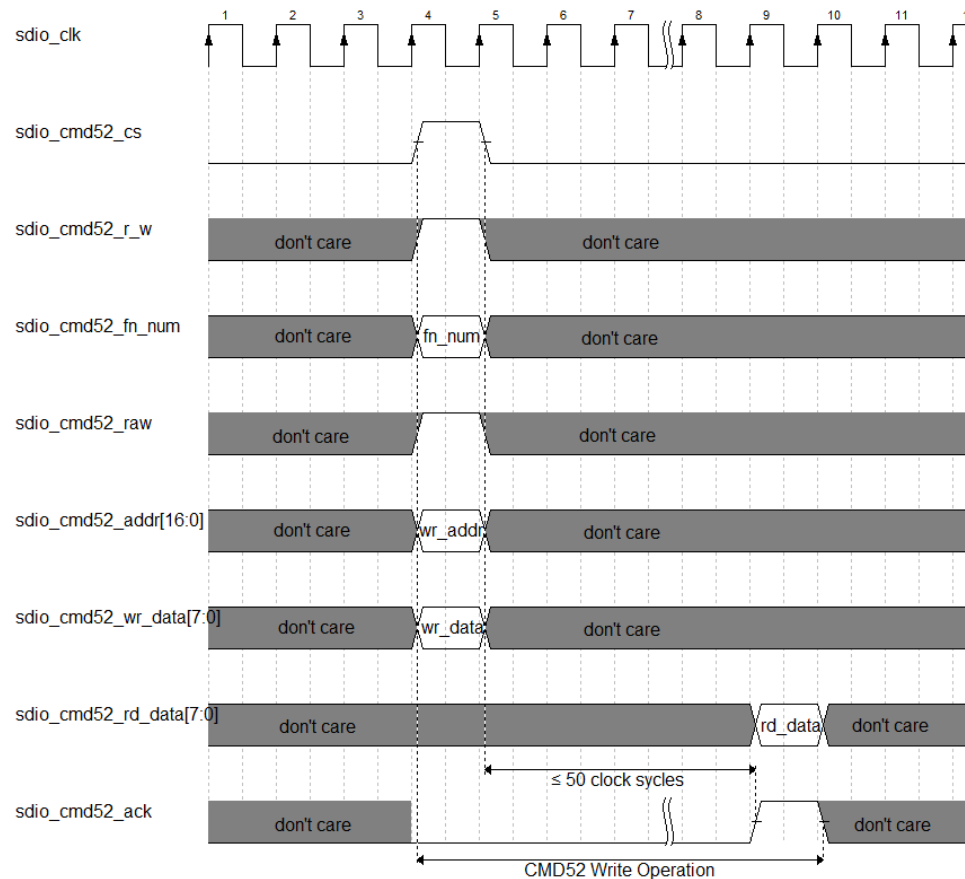 1 2 3 4 5 6 7 8 9 10 11 1
sdio_clk
sdio_cmd52_cs
sdio_cmd52_r_w
don't care don't care
sdio_cmd52_fn_num
don't care fn_num don't care
sdio_cmd52_raw
don't care don't care
sdio_cmd52_addr[16:0]
don't care wr_addr don't care
sdio_cmd52_wr_data[7:0]
don't care wr_data don't care
sdio_cmd52_rd_data[7:0]
don't care rd_data don't care
≤ 50 clock sycles
sdio_cmd52_ack
don't care don't care
CMD52 Write Operation